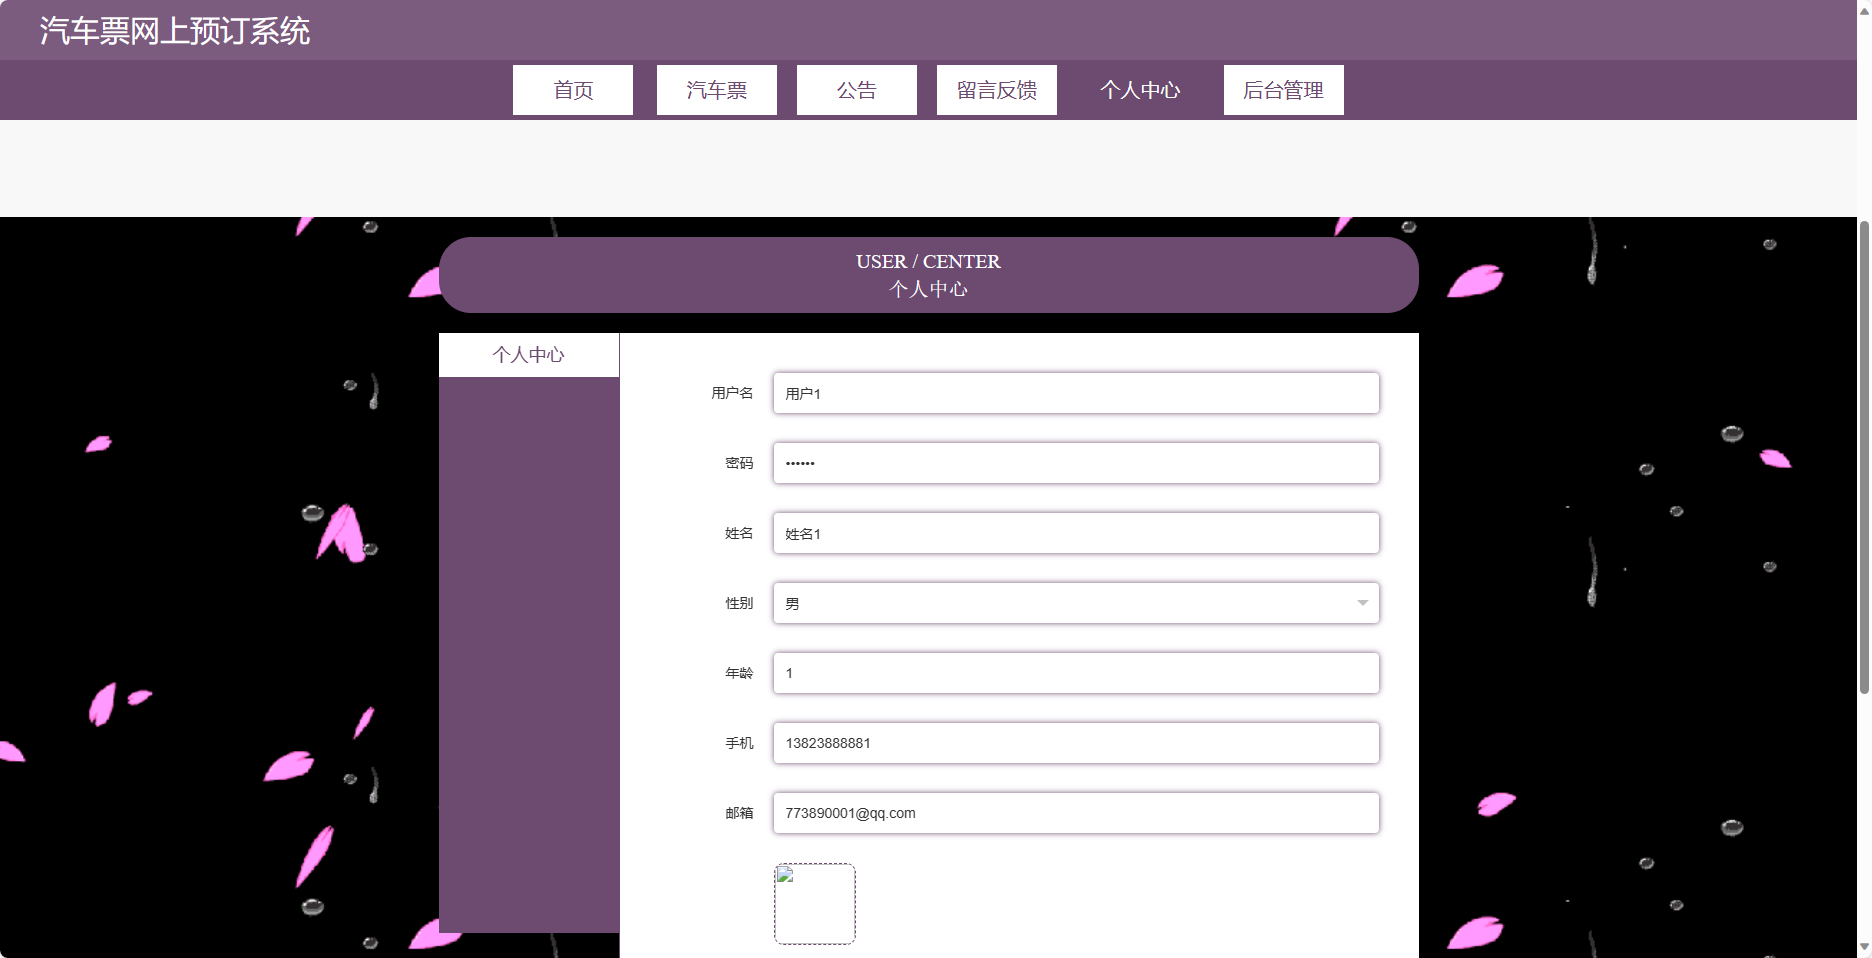 汽车票网上预订系统
首页
汽车票
公告
留言反馈
个人中心
后台管理
USER / CENTER
个人中心
个人中心
用户名
用户1
密码
••••••
姓名
姓名1
性别
男
年龄
1
手机
13823888881
邮箱
773890001@qq.com